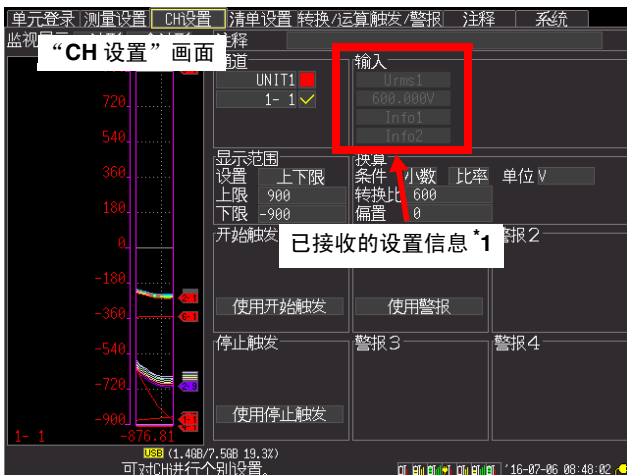 单元登录 测量设置 CH设置 清单设置 转换/运算 触发/警报 注释 系统
“CH 设置”画面
UNIT1
1- 1
输入
Urms1
600.000V
Info1
Info2
720
540
360
180
0
-180
-360
-540
-720
-900
2-1
6-1
2-9
显示范围
设置 上下限
上限 900
下限 -900
换算
条件 小数 比率 单位 V
转换比 600
偏置 0
已接收的设置信息 *1
开始触发
使用开始触发
使用警报
警报2
停止触发
使用停止触发
警报3
警报4
1- 1 -876.81
USB (1.4GB/7.5GB 19.3%)
可对CH进行个别设置。
'16-07-06 08:48:02